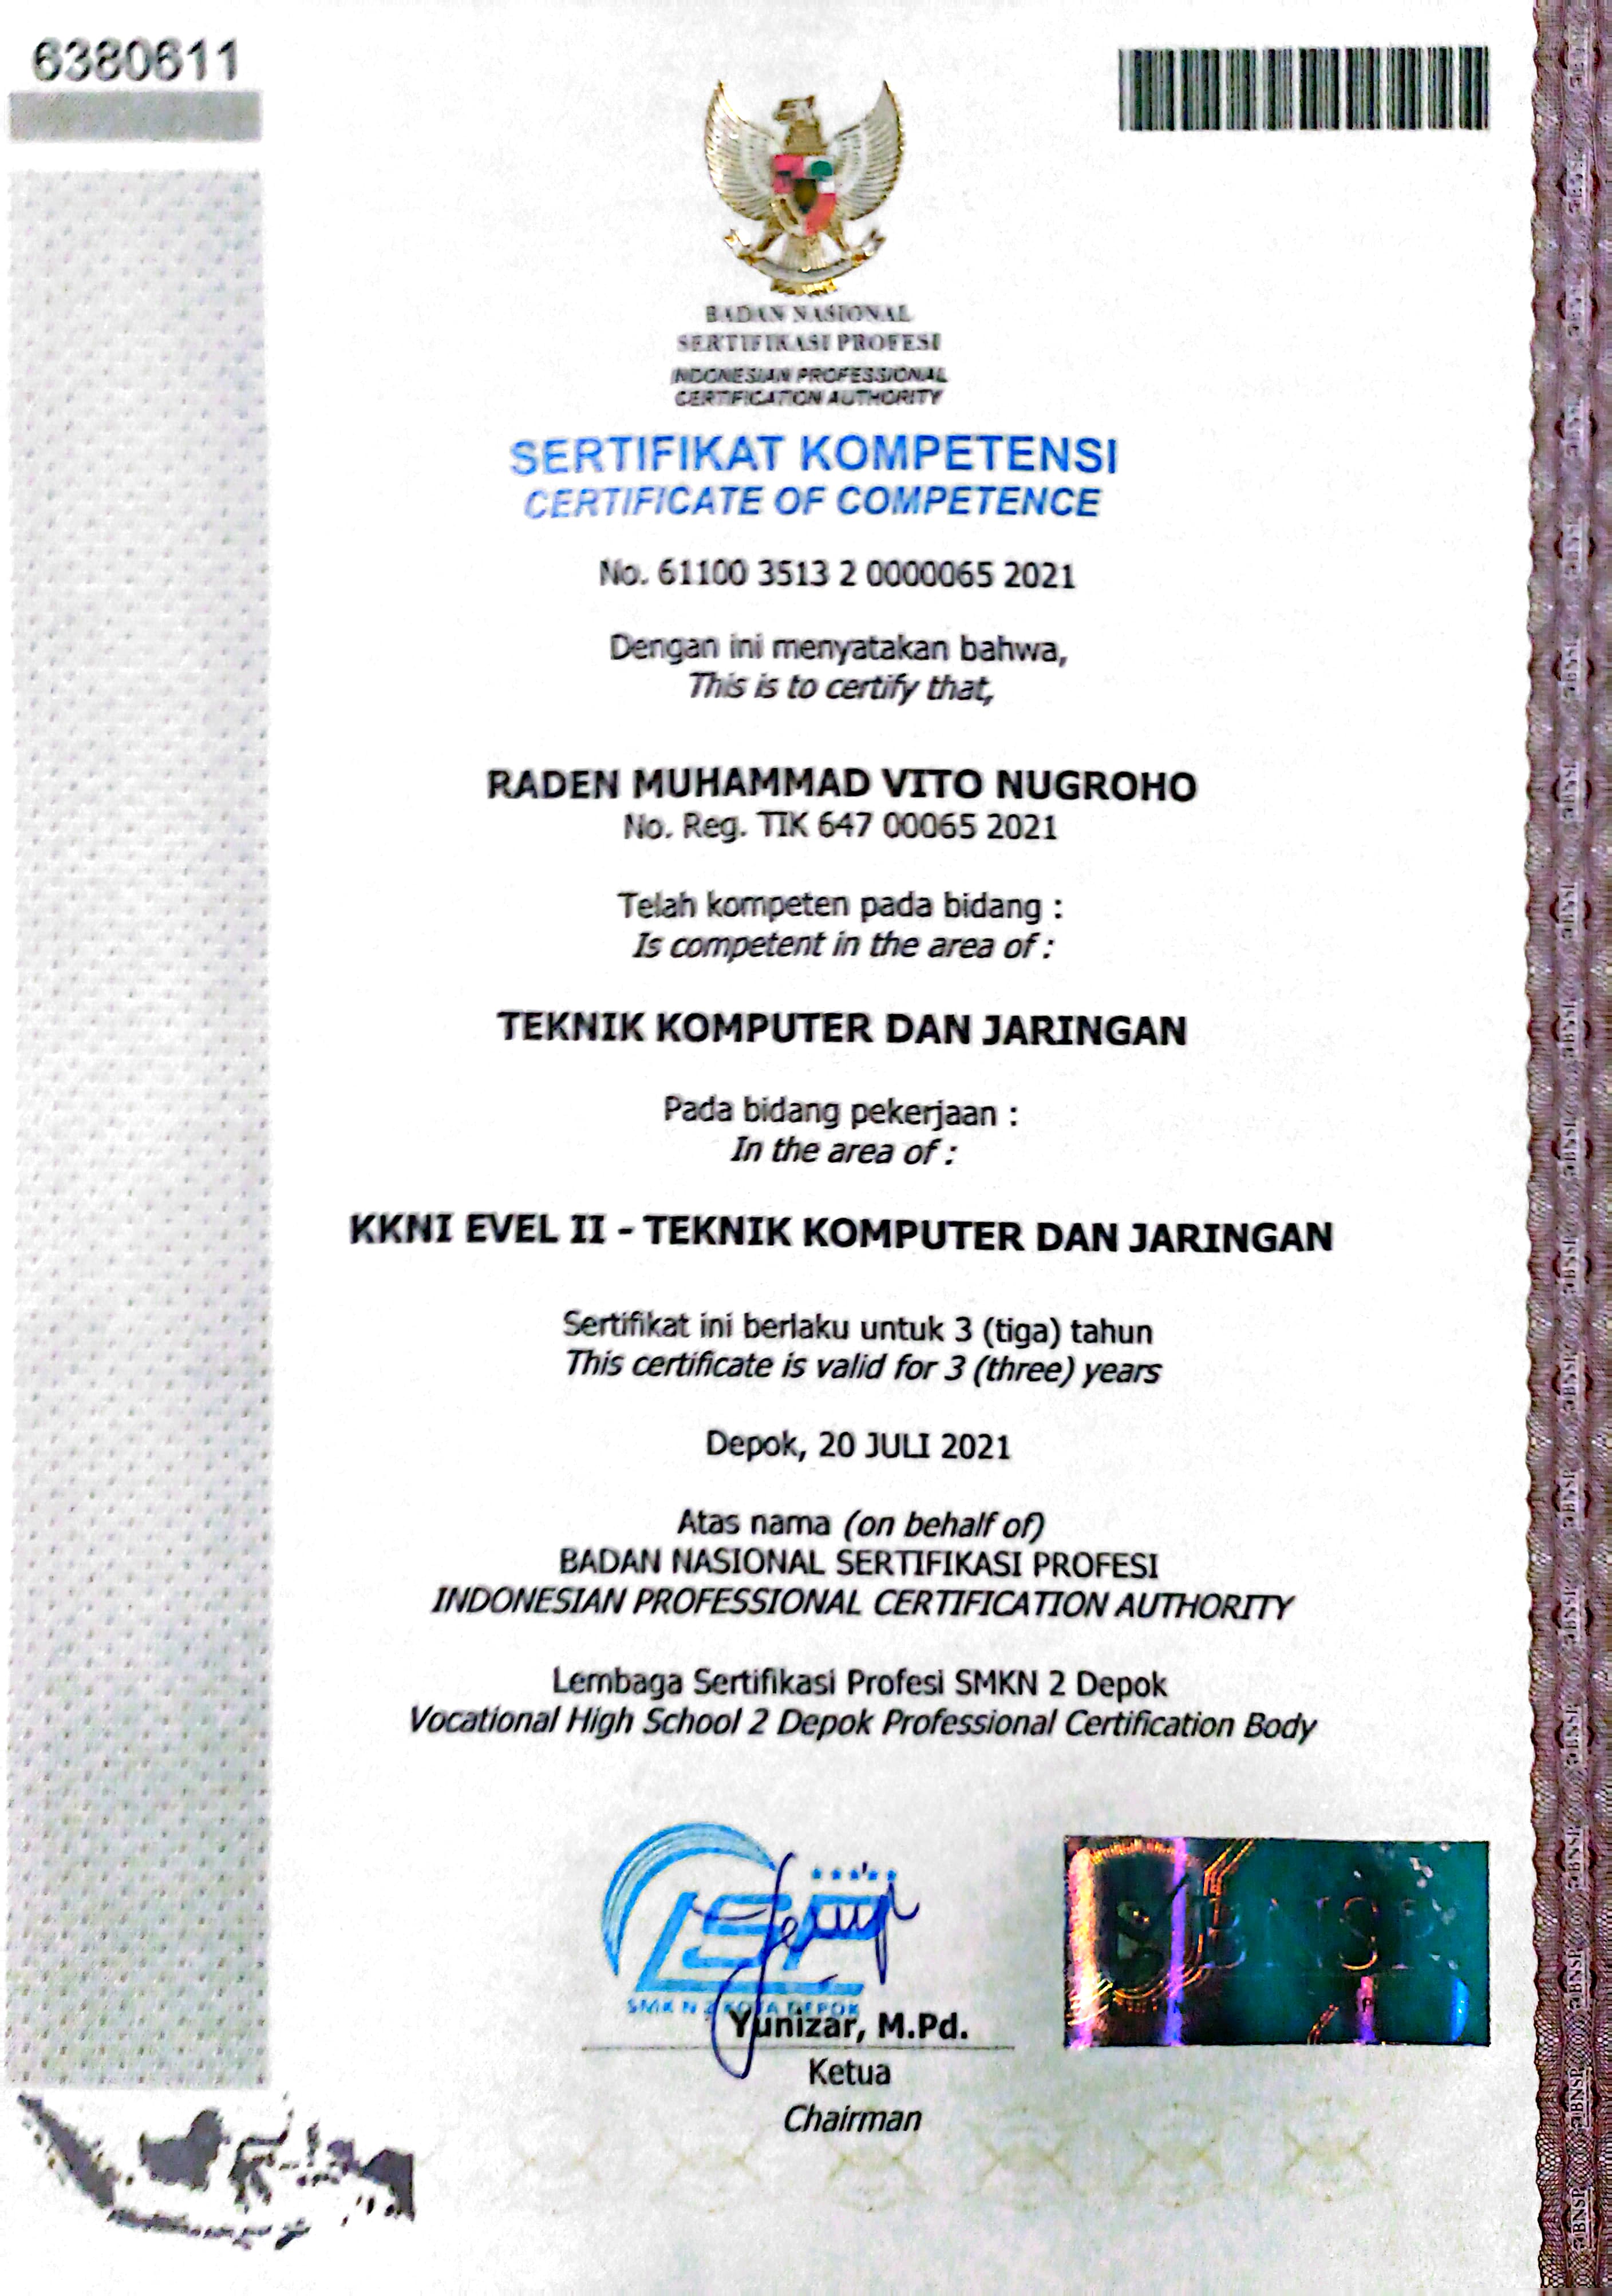 6380611
BADAN NASIONAL
SERTIFIKASI PROFESI
INDONESIAN PROFESSIONAL
CERTIFICATION AUTHORITY
SERTIFIKAT KOMPETENSI
CERTIFICATE OF COMPETENCE
No. 61100 3513 2 0000065 2021
Dengan ini menyatakan bahwa,
This is to certify that,
RADEN MUHAMMAD VITO NUGROHO
No. Reg. TIK 647 00065 2021
Telah kompeten pada bidang :
Is competent in the area of :
TEKNIK KOMPUTER DAN JARINGAN
Pada bidang pekerjaan :
In the area of :
KKNI EVEL II - TEKNIK KOMPUTER DAN JARINGAN
Sertifikat ini berlaku untuk 3 (tiga) tahun
This certificate is valid for 3 (three) years
Depok, 20 JULI 2021
Atas nama (on behalf of)
BADAN NASIONAL SERTIFIKASI PROFESI
INDONESIAN PROFESSIONAL CERTIFICATION AUTHORITY
Lembaga Sertifikasi Profesi SMKN 2 Depok
Vocational High School 2 Depok Professional Certification Body
LSP
SMK N 2 KOTA DEPOK
BNSP
Yunizar, M.Pd.
Ketua
Chairman